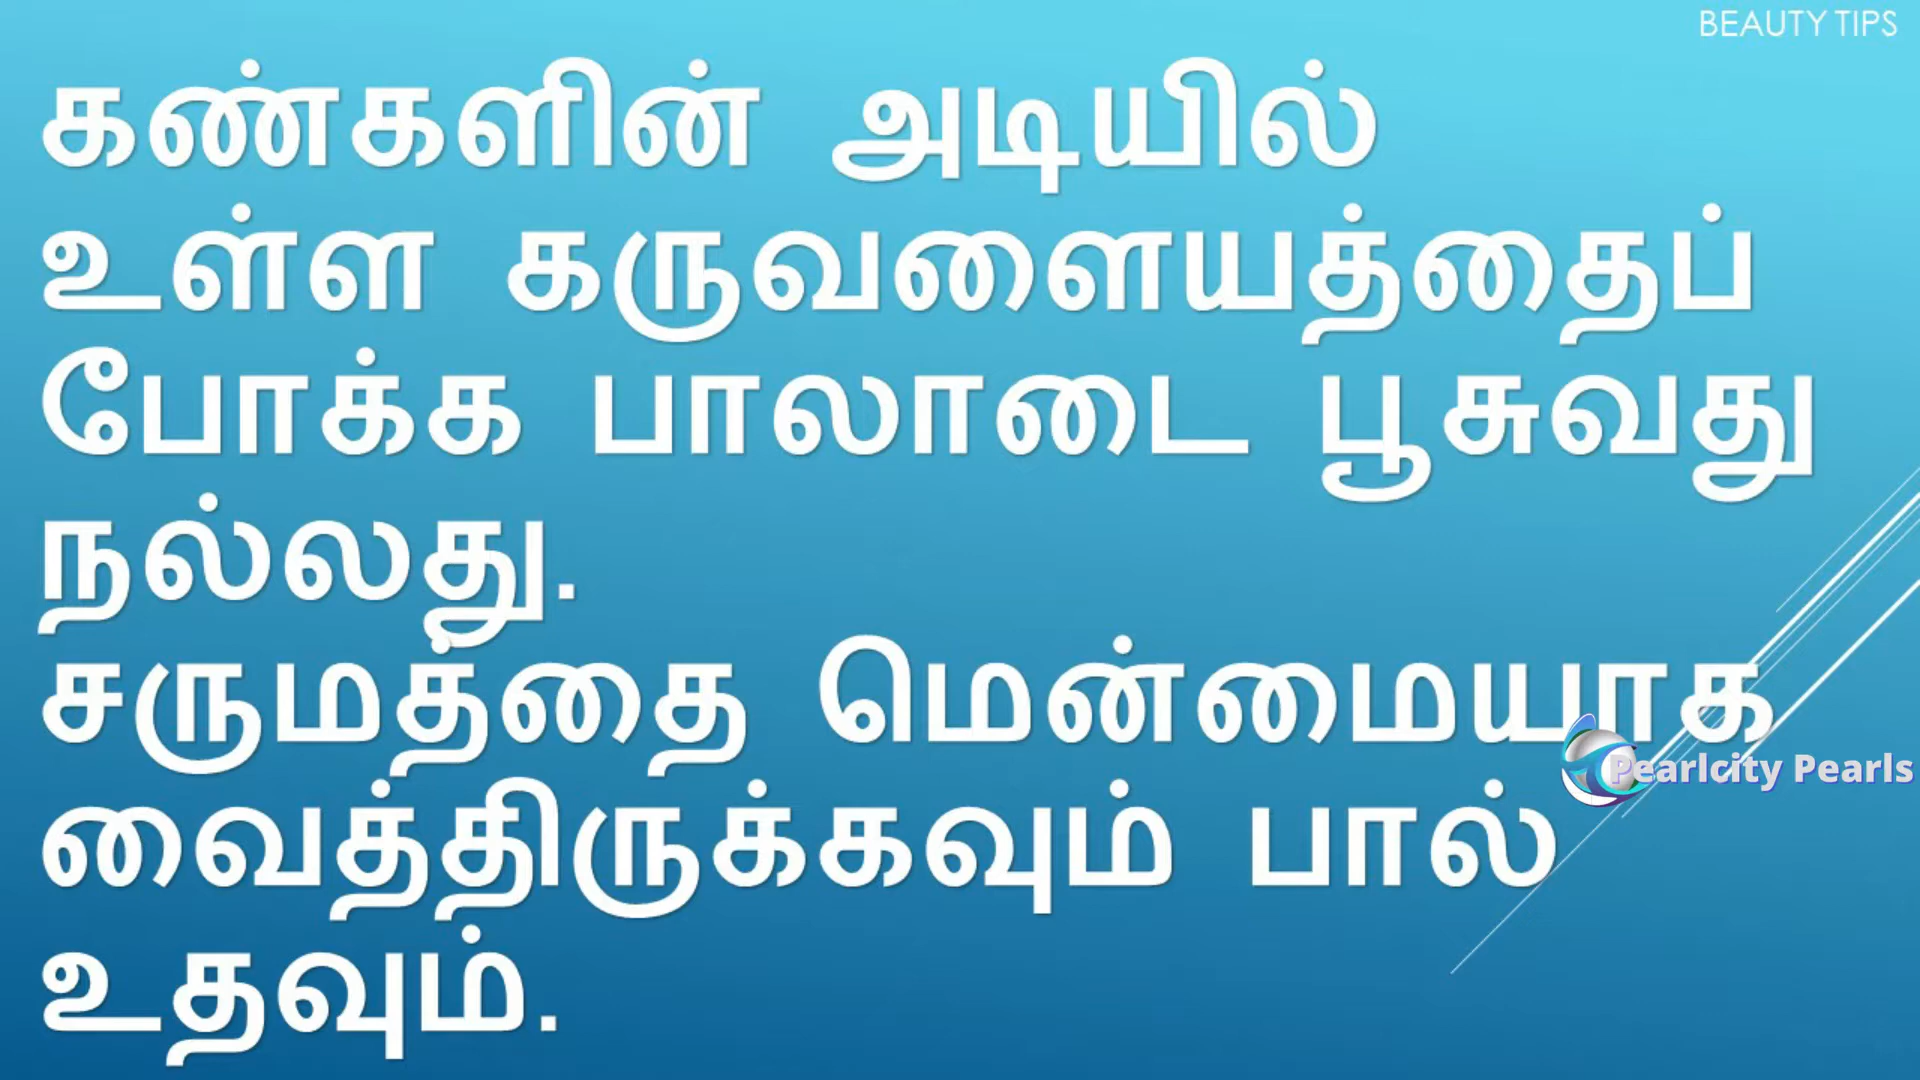 BEAUTY TIPS
கண்களின் அடியில்
உள்ள கருவளையத்தைப்
போக்க பாலாடை பூசுவது
நல்லது.
சருமத்தை மென்மையாக
வைத்திருக்கவும் பால்
உதவும்.
Pearlcity Pearls